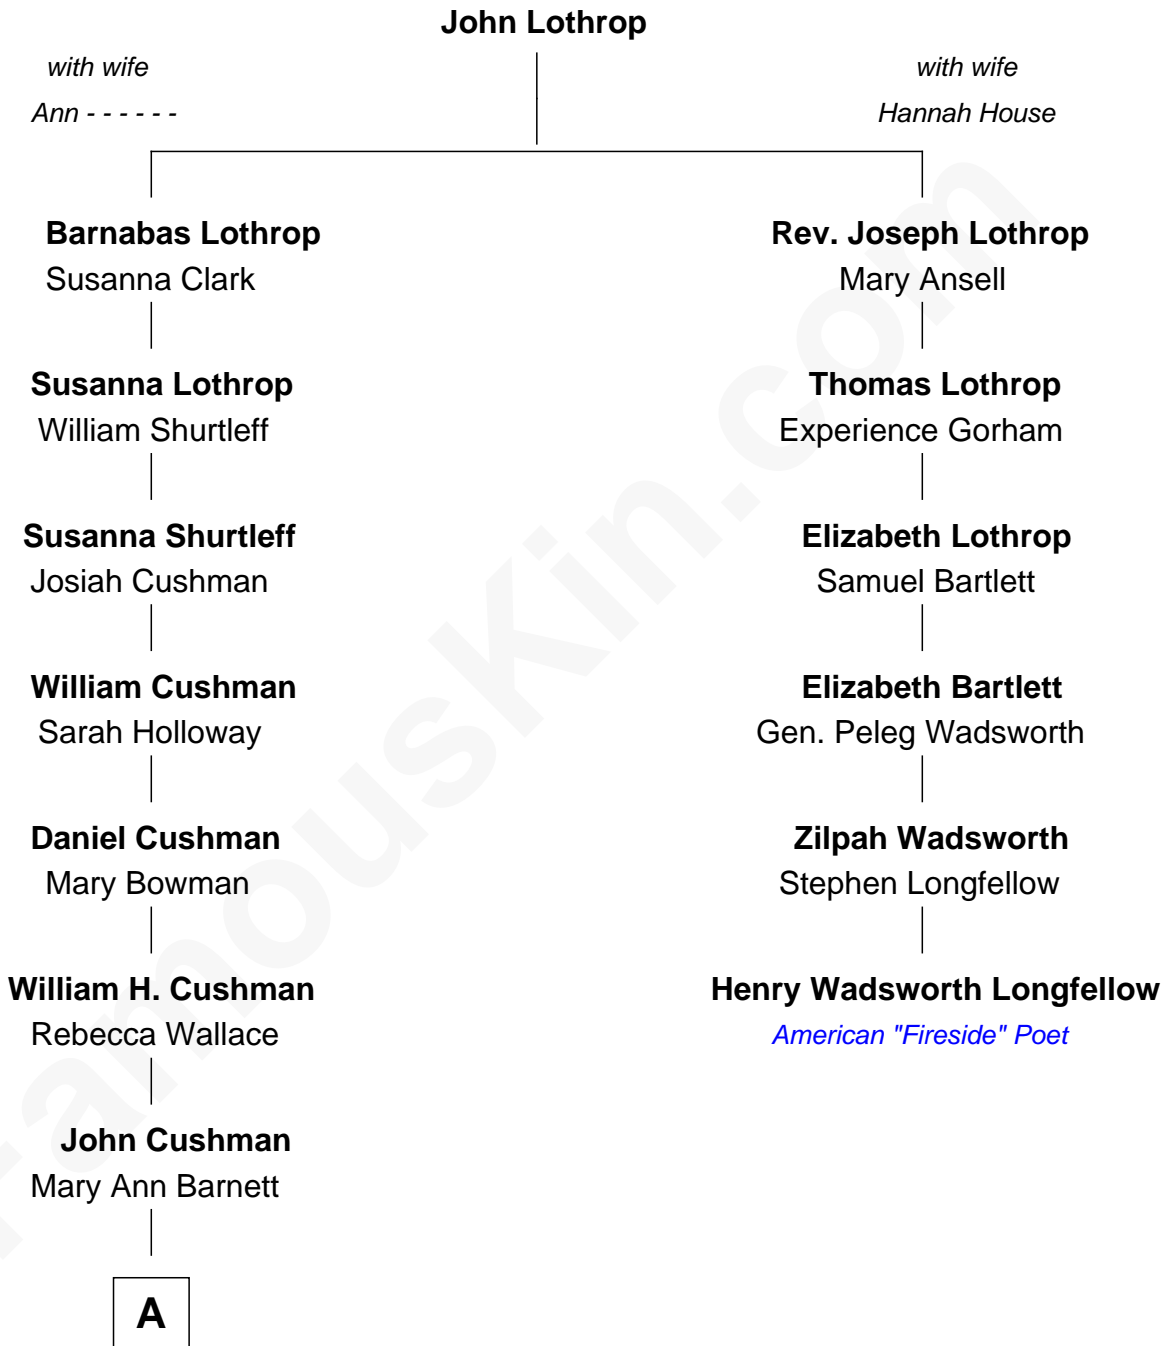 John Lothrop
with wife
Ann - - - - - -
with wife
Hannah House
Barnabas Lothrop
Susanna Clark
Rev. Joseph Lothrop
Mary Ansell
Susanna Lothrop
William Shurtleff
Thomas Lothrop
Experience Gorham
Susanna Shurtleff
Josiah Cushman
Elizabeth Lothrop
Samuel Bartlett
William Cushman
Sarah Holloway
Elizabeth Bartlett
Gen. Peleg Wadsworth
Daniel Cushman
Mary Bowman
Zilpah Wadsworth
Stephen Longfellow
William H. Cushman
Rebecca Wallace
Henry Wadsworth Longfellow
American "Fireside" Poet
John Cushman
Mary Ann Barnett
A
FamousKin.com